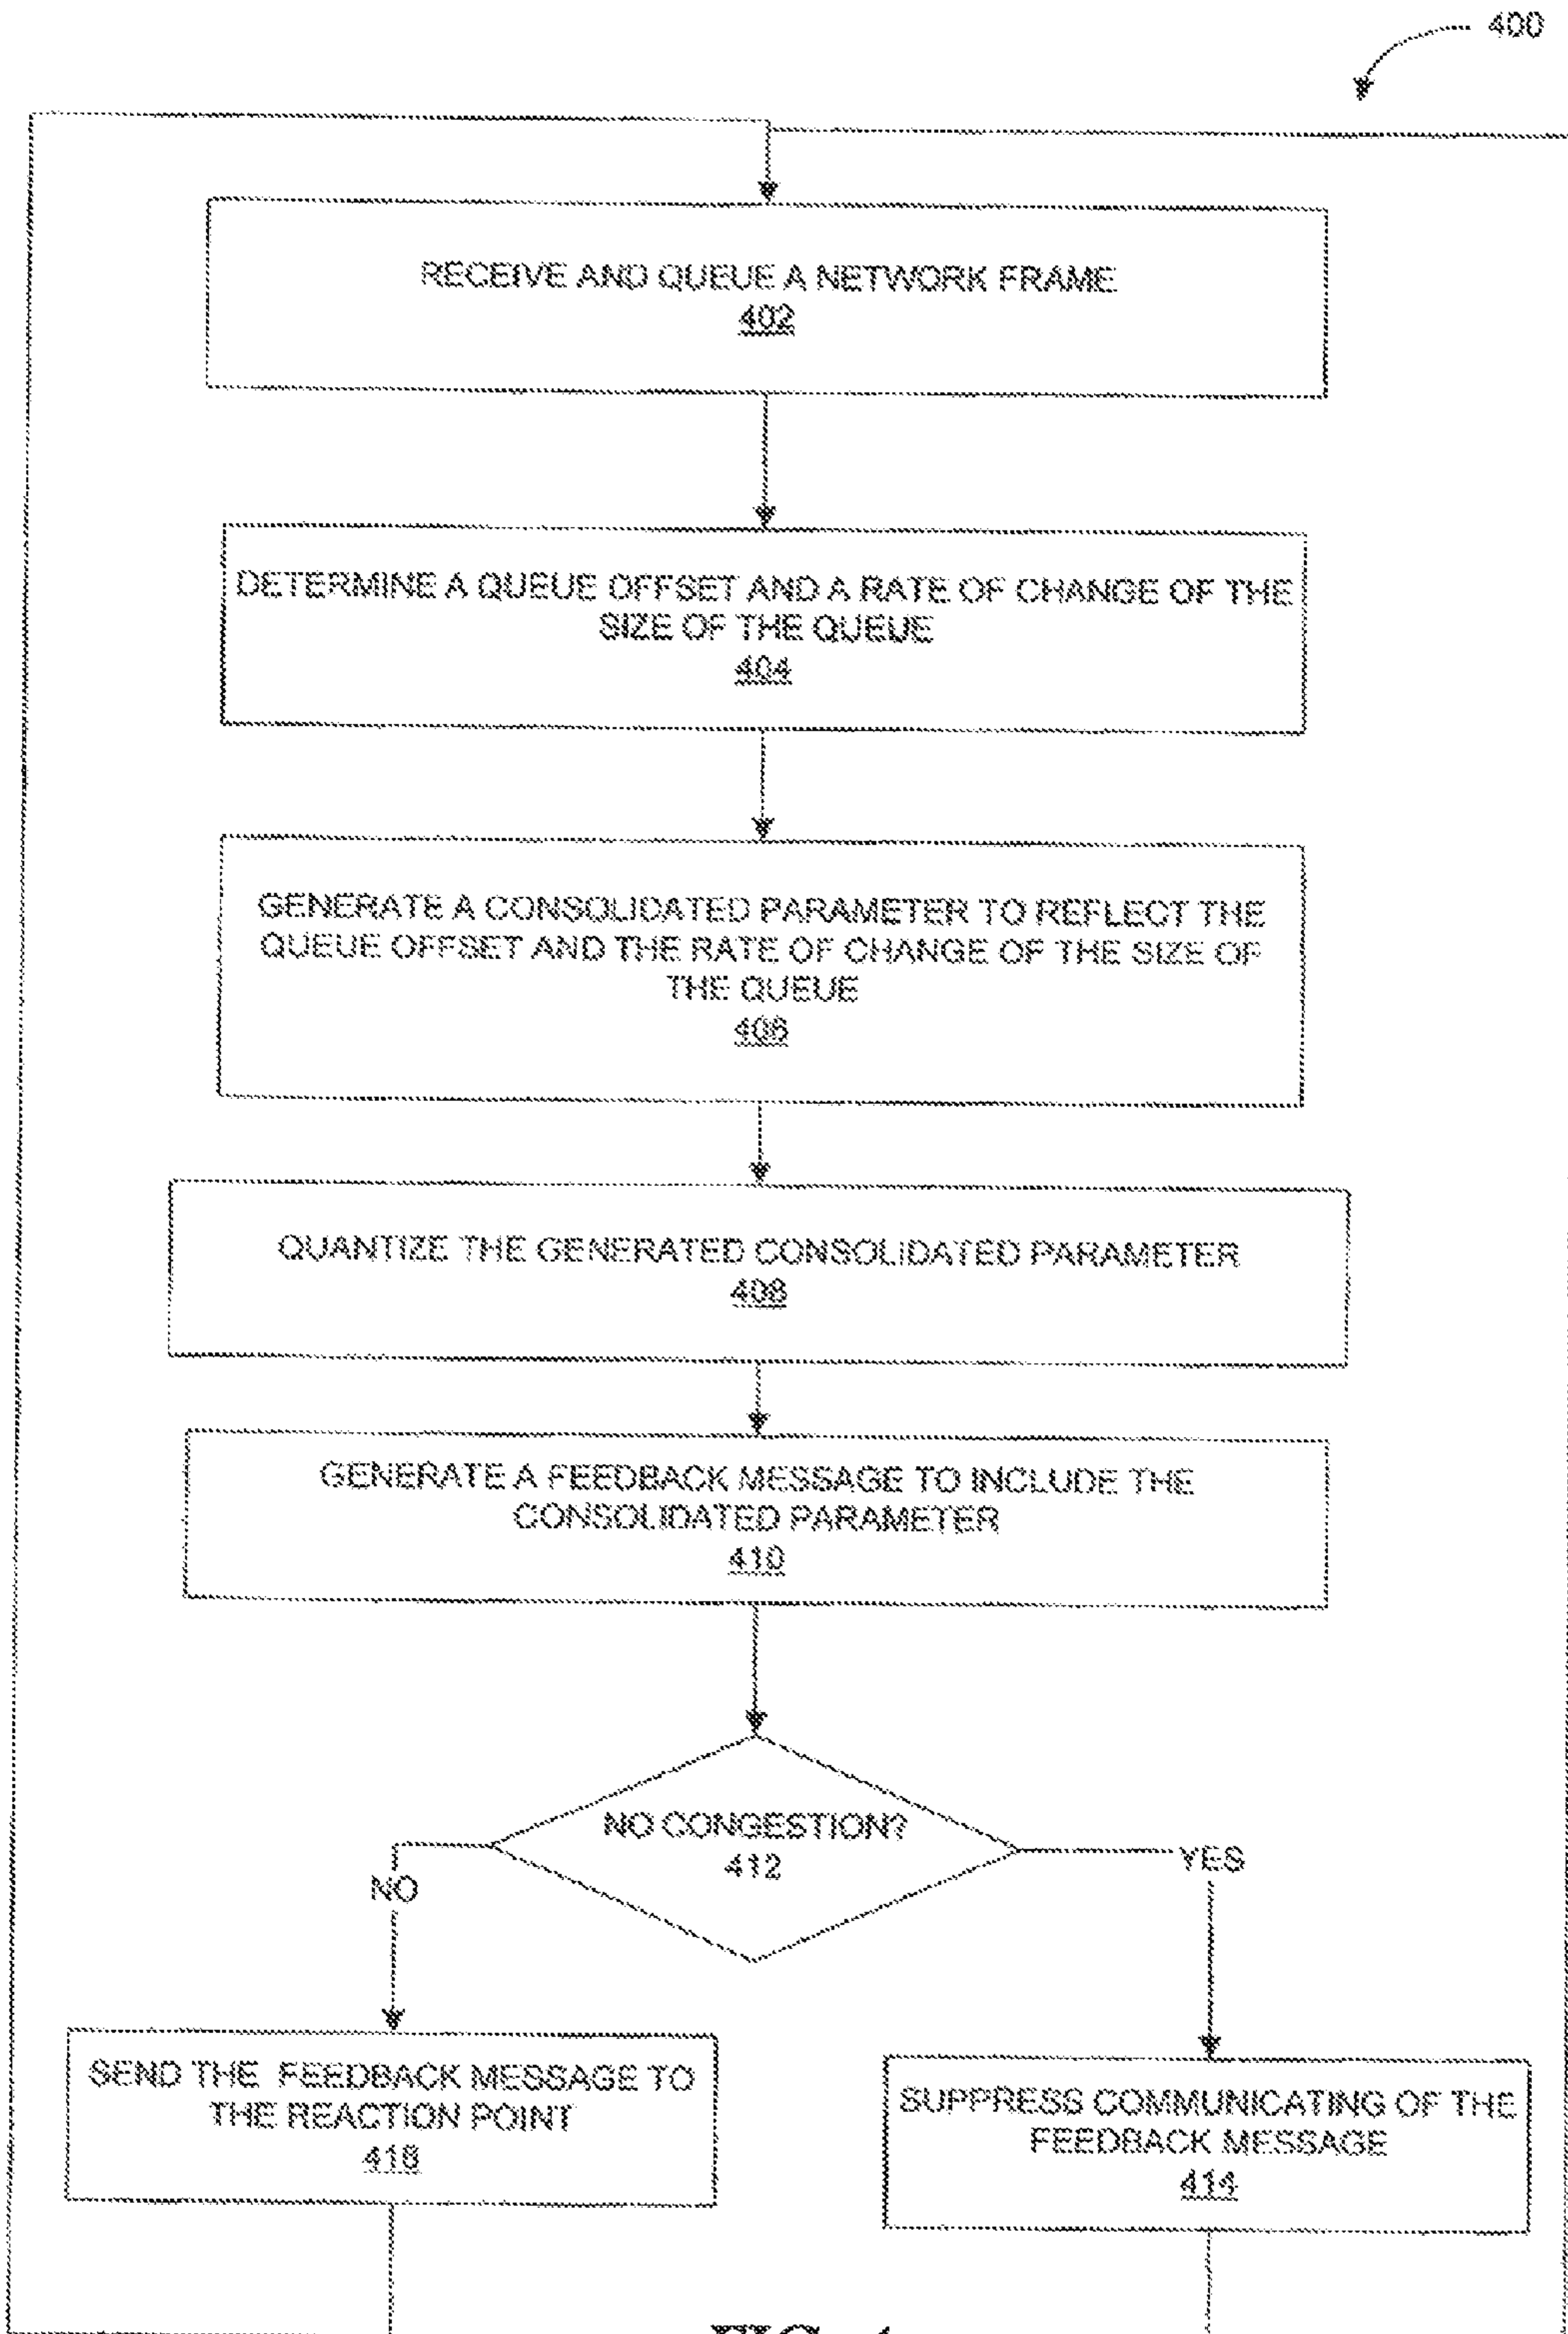 400
RECEIVE AND QUEUE A NETWORK FRAME
402
DETERMINE A QUEUE OFFSET AND A RATE OF CHANGE OF THE
SIZE OF THE QUEUE
404
GENERATE A CONSOLIDATED PARAMETER TO REFLECT THE
QUEUE OFFSET AND THE RATE OF CHANGE OF THE SIZE OF
THE QUEUE
406
QUANTIZE THE GENERATED CONSOLIDATED PARAMETER
408
GENERATE A FEEDBACK MESSAGE TO INCLUDE THE
CONSOLIDATED PARAMETER
410
NO CONGESTION?
412
NO
YES
SEND THE FEEDBACK MESSAGE TO
THE REACTION POINT
416
SUPPRESS COMMUNICATING OF THE
FEEDBACK MESSAGE
414